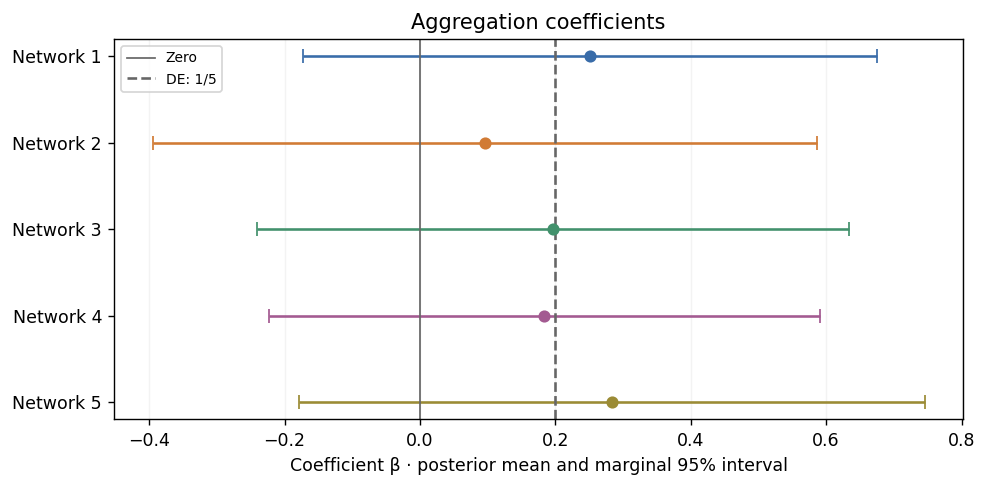 Aggregation coefficients
Zero
DE: 1/5
Network 1
Network 2
Network 3
Network 4
Network 5
−0.4 −0.2 0.0 0.2 0.4 0.6 0.8
Coefficient β · posterior mean and marginal 95% interval